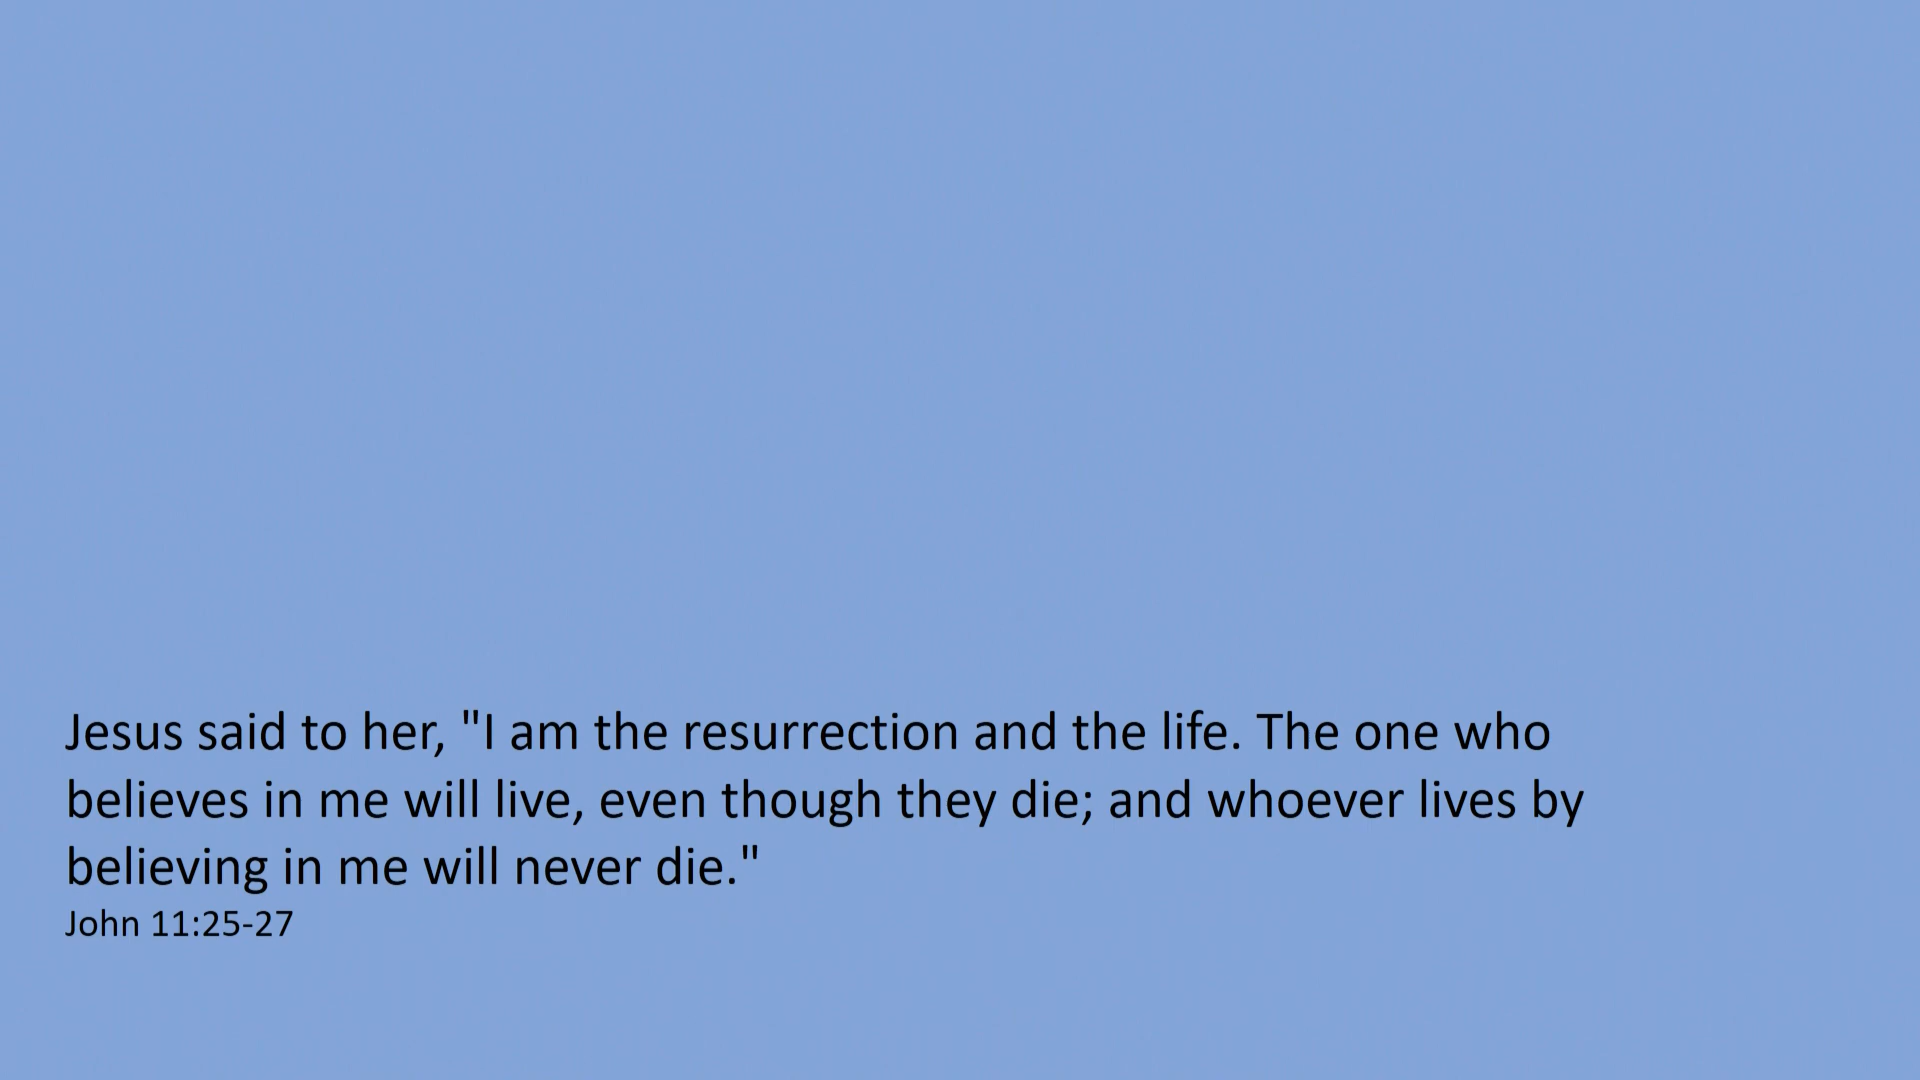 Jesus said to her, "I am the resurrection and the life. The one who
believes in me will live, even though they die; and whoever lives by
believing in me will never die."
John 11:25-27